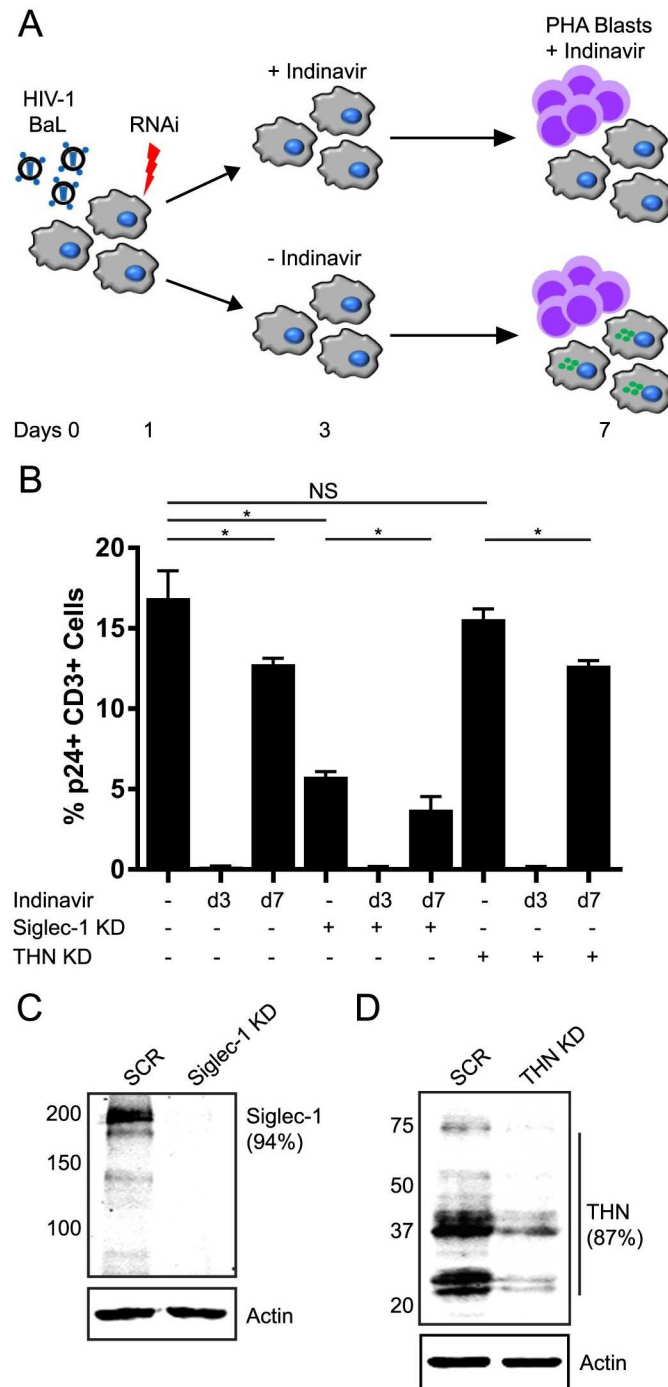 A
HIV-1
BaL
RNAi
+ Indinavir
PHA Blasts
+ Indinavir
- Indinavir
Days 0 1 3 7
B
NS
* *
* *
% p24+ CD3+ Cells
20
15
10
5
0
Indinavir - d3 d7 - d3 d7 - d3 d7
Siglec-1 KD - - - + + + - - -
THN KD - - - - - - + + +
C
SCR Siglec-1 KD
200
150
100
Siglec-1
(94%)
Actin
D
SCR THN KD
75
50
37
20
THN
(87%)
Actin